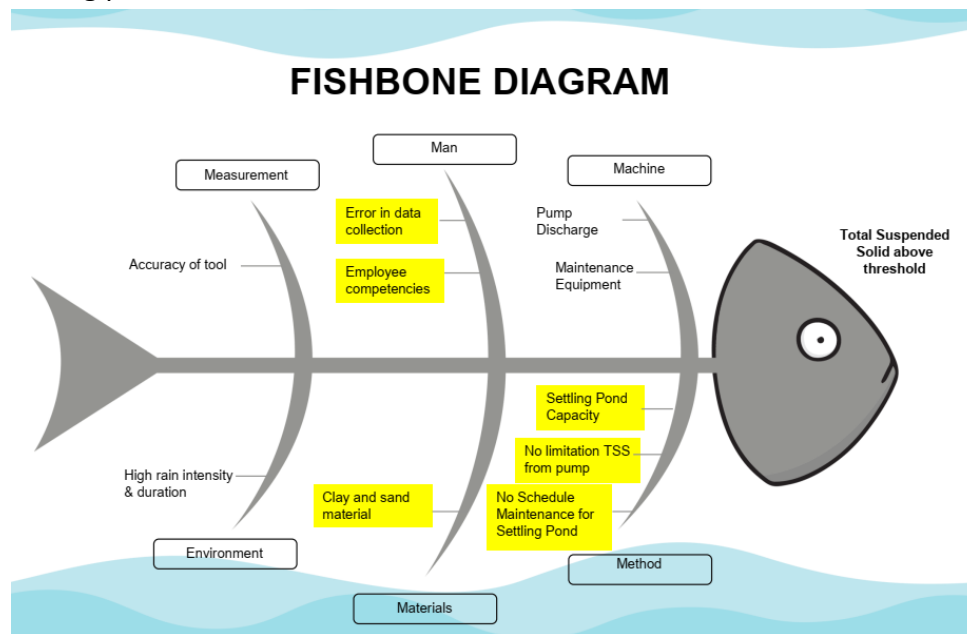 FISHBONE DIAGRAM
Man
Measurement
Machine
Error in data
collection
Pump
Discharge
Total Suspended
Solid above
threshold
Accuracy of tool
Employee
competencies
Maintenance
Equipment
Settling Pond
Capacity
No limitation TSS
from pump
High rain intensity
& duration
Clay and sand
material
No Schedule
Maintenance for
Settling Pond
Environment
Method
Materials